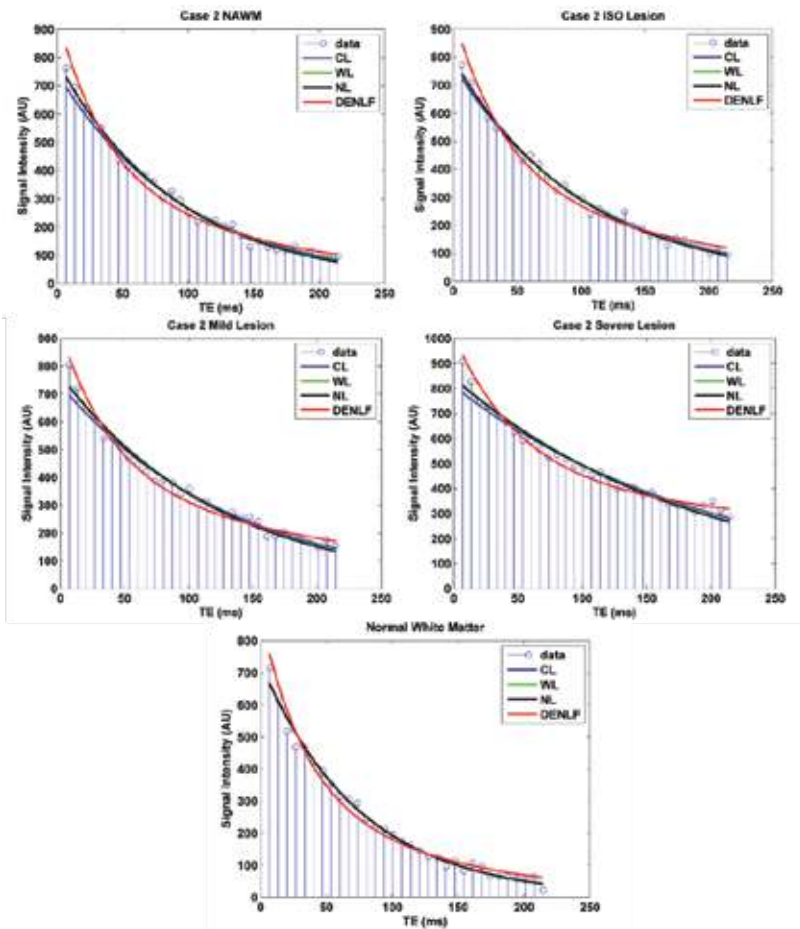 Case 2 NAWM
Signal Intensity (AU)
900
800
700
600
500
400
300
200
100
0
0 50 100 150 200 250
TE (ms)
data
CL
WL
NL
DENLF
Case 2 ISO Lesion
Signal Intensity (AU)
900
800
700
600
500
400
300
200
100
0
0 50 100 150 200 250
TE (ms)
data
CL
WL
NL
DENLF
Case 2 Mild Lesion
Signal Intensity (AU)
900
800
700
600
500
400
300
200
100
0
0 50 100 150 200 250
TE (ms)
data
CL
WL
NL
DENLF
Case 2 Severe Lesion
Signal Intensity (AU)
1000
900
800
700
600
500
400
300
200
100
0
0 50 100 150 200 250
TE (ms)
data
CL
WL
NL
DENLF
Normal White Matter
Signal Intensity (AU)
800
700
600
500
400
300
200
100
0
0 50 100 150 200 250
TE (ms)
data
CL
WL
NL
DENLF